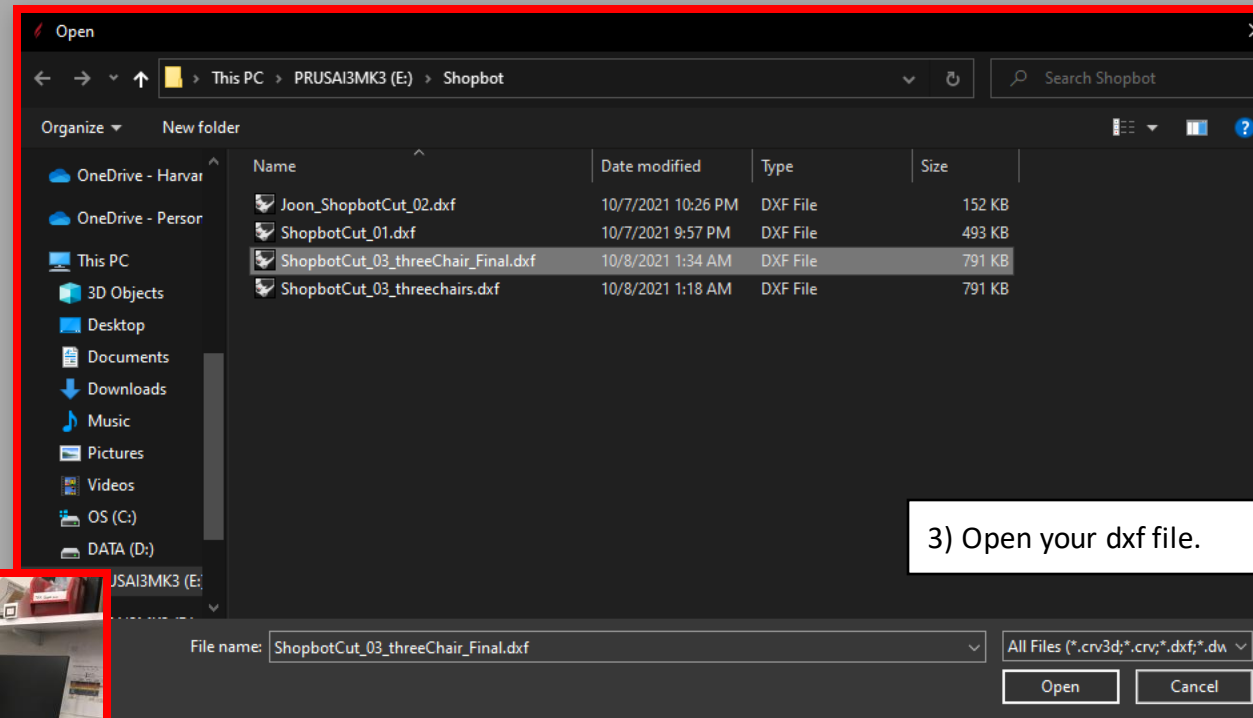 Open
This PC > PRUSAI3MK3 (E:) > Shopbot
Search Shopbot
Organize
New folder
Name Date modified Type Size
Joon_ShopbotCut_02.dxf 10/7/2021 10:26 PM DXF File 152 KB
ShopbotCut_01.dxf 10/7/2021 9:57 PM DXF File 493 KB
ShopbotCut_03_threeChair_Final.dxf 10/8/2021 1:34 AM DXF File 791 KB
ShopbotCut_03_threechairs.dxf 10/8/2021 1:18 AM DXF File 791 KB
OneDrive - Harvar
OneDrive - Person
This PC
3D Objects
Desktop
Documents
Downloads
Music
Pictures
Videos
OS (C:)
DATA (D:)
USAI3MK3 (E:)
3) Open your dxf file.
File name: ShopbotCut_03_threeChair_Final.dxf
All Files (*.crv3d;*.crv;*.dxf;*.dw
Open
Cancel